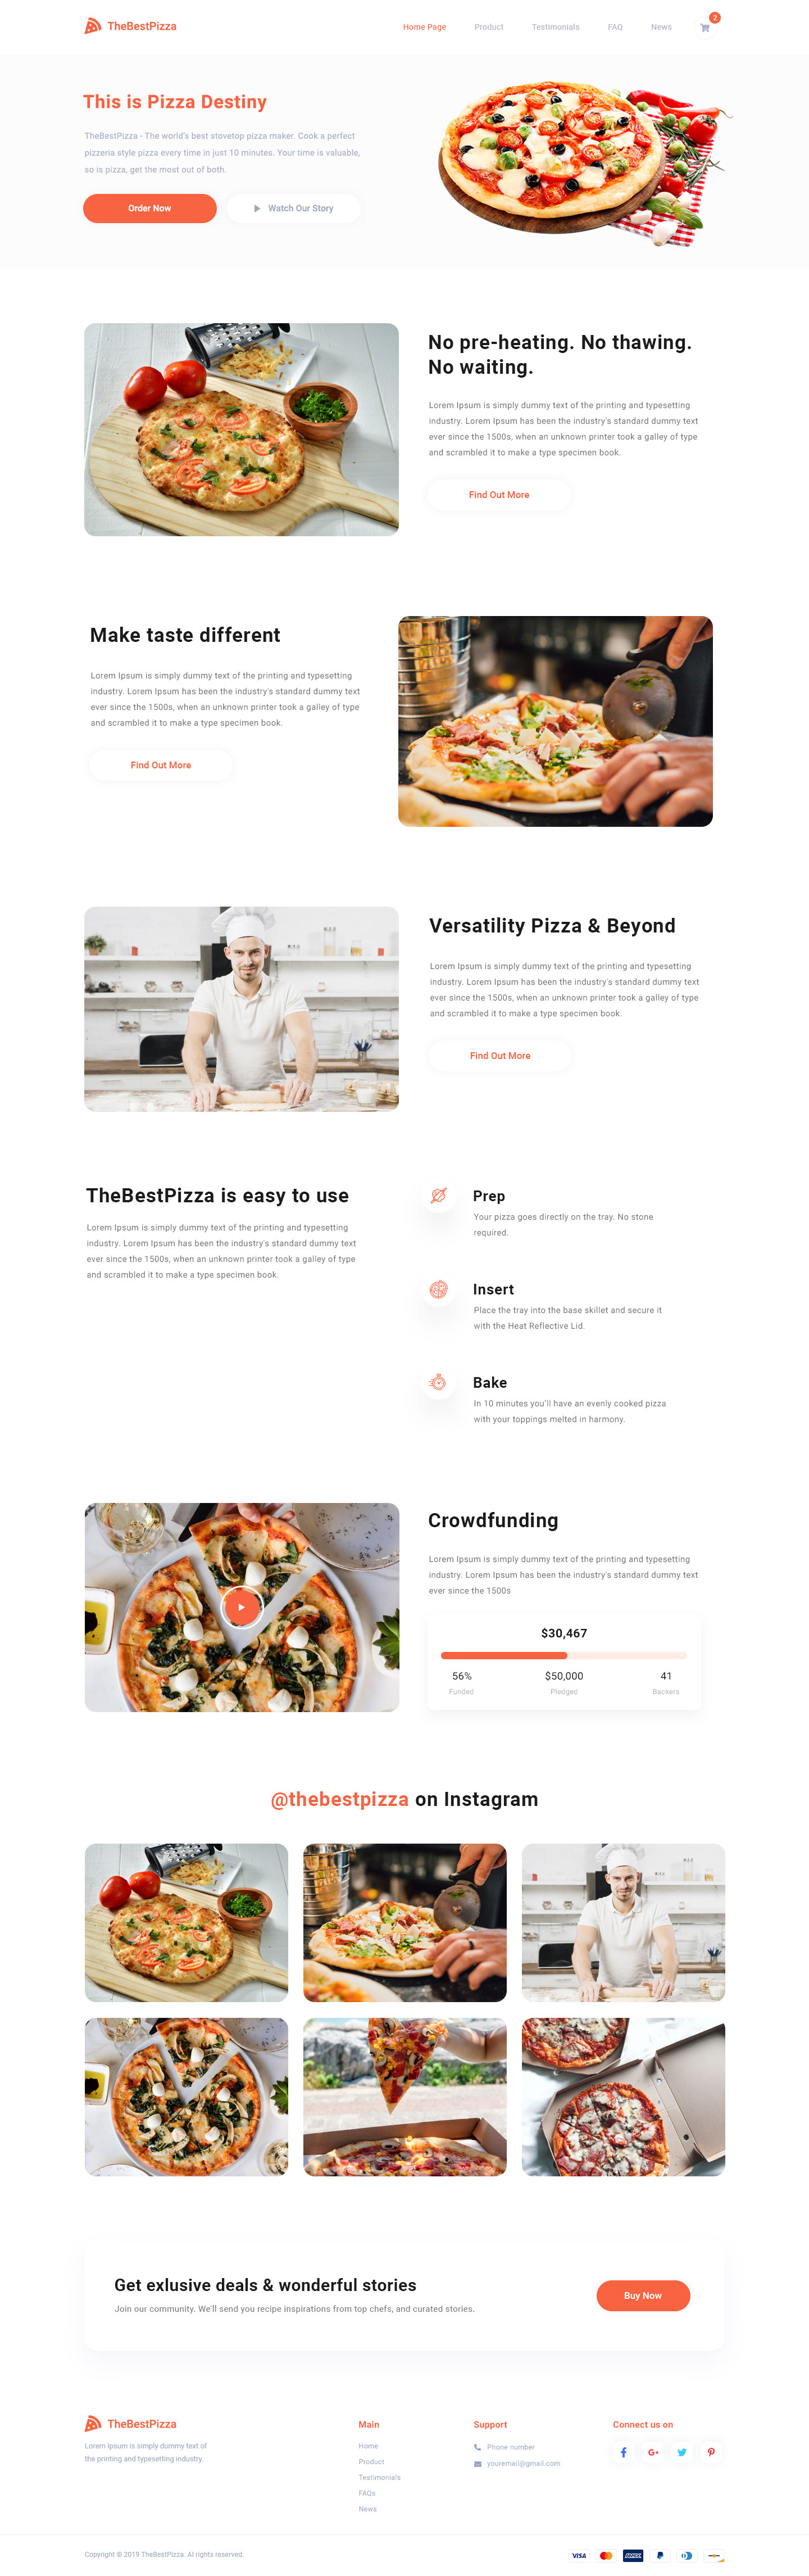 TheBestPizza
Home Page
Product
Testimonials
FAQ
News
2
This is Pizza Destiny
TheBestPizza - The world's best stovetop pizza maker. Cook a perfect
pizzeria style pizza every time in just 10 minutes. Your time is valuable,
so is pizza, get the most out of both.
Order Now
Watch Our Story
No pre-heating. No thawing.
No waiting.
Lorem Ipsum is simply dummy text of the printing and typesetting
industry. Lorem Ipsum has been the industry's standard dummy text
ever since the 1500s, when an unknown printer took a galley of type
and scrambled it to make a type specimen book.
Find Out More
Make taste different
Lorem Ipsum is simply dummy text of the printing and typesetting
industry. Lorem Ipsum has been the industry's standard dummy text
ever since the 1500s, when an unknown printer took a galley of type
and scrambled it to make a type specimen book.
Find Out More
Versatility Pizza & Beyond
Lorem Ipsum is simply dummy text of the printing and typesetting
industry. Lorem Ipsum has been the industry's standard dummy text
ever since the 1500s, when an unknown printer took a galley of type
and scrambled it to make a type specimen book.
Find Out More
TheBestPizza is easy to use
Lorem Ipsum is simply dummy text of the printing and typesetting
industry. Lorem Ipsum has been the industry's standard dummy text
ever since the 1500s, when an unknown printer took a galley of type
and scrambled it to make a type specimen book.
Prep
Your pizza goes directly on the tray. No stone
required.
Insert
Place the tray into the base skillet and secure it
with the Heat Reflective Lid.
Bake
In 10 minutes you'll have an evenly cooked pizza
with your toppings melted in harmony.
Crowdfunding
Lorem Ipsum is simply dummy text of the printing and typesetting
industry. Lorem Ipsum has been the industry's standard dummy text
ever since the 1500s
$30,467
56%
$50,000
41
Funded
Pledged
Backers
@thebestpizza on Instagram
Get exlusive deals & wonderful stories
Join our community. We'll send you recipe inspirations from top chefs, and curated stories.
Buy Now
TheBestPizza
Lorem Ipsum is simply dummy text of
the printing and typesetting industry.
Main
Home
Product
Testimonials
FAQs
News
Support
Phone number
youremail@gmail.com
Connect us on
Copyright © 2019 TheBestPizza. Al rights reserved.
VISA